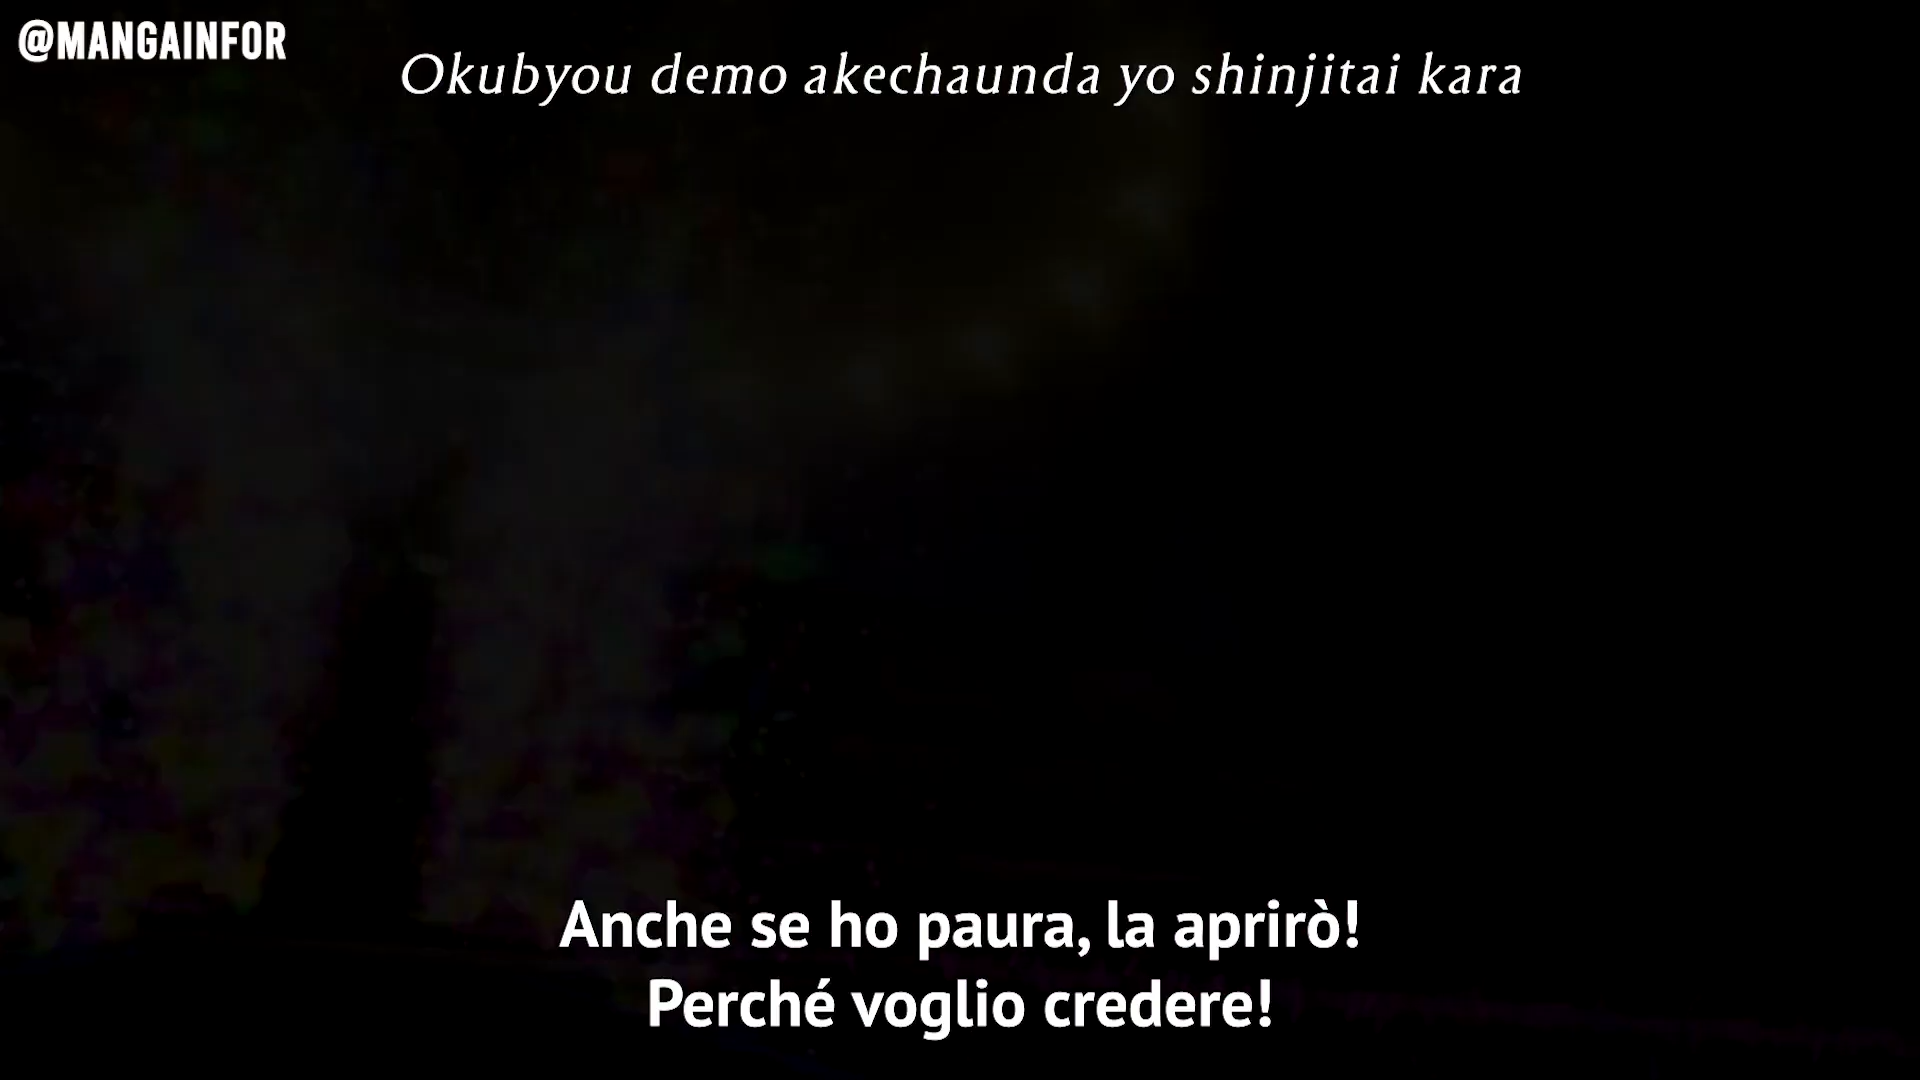 @MANGAINFOR
Okubyou demo akechaunda yo shinjitai kara
Anche se ho paura, la aprirò!
Perché voglio credere!